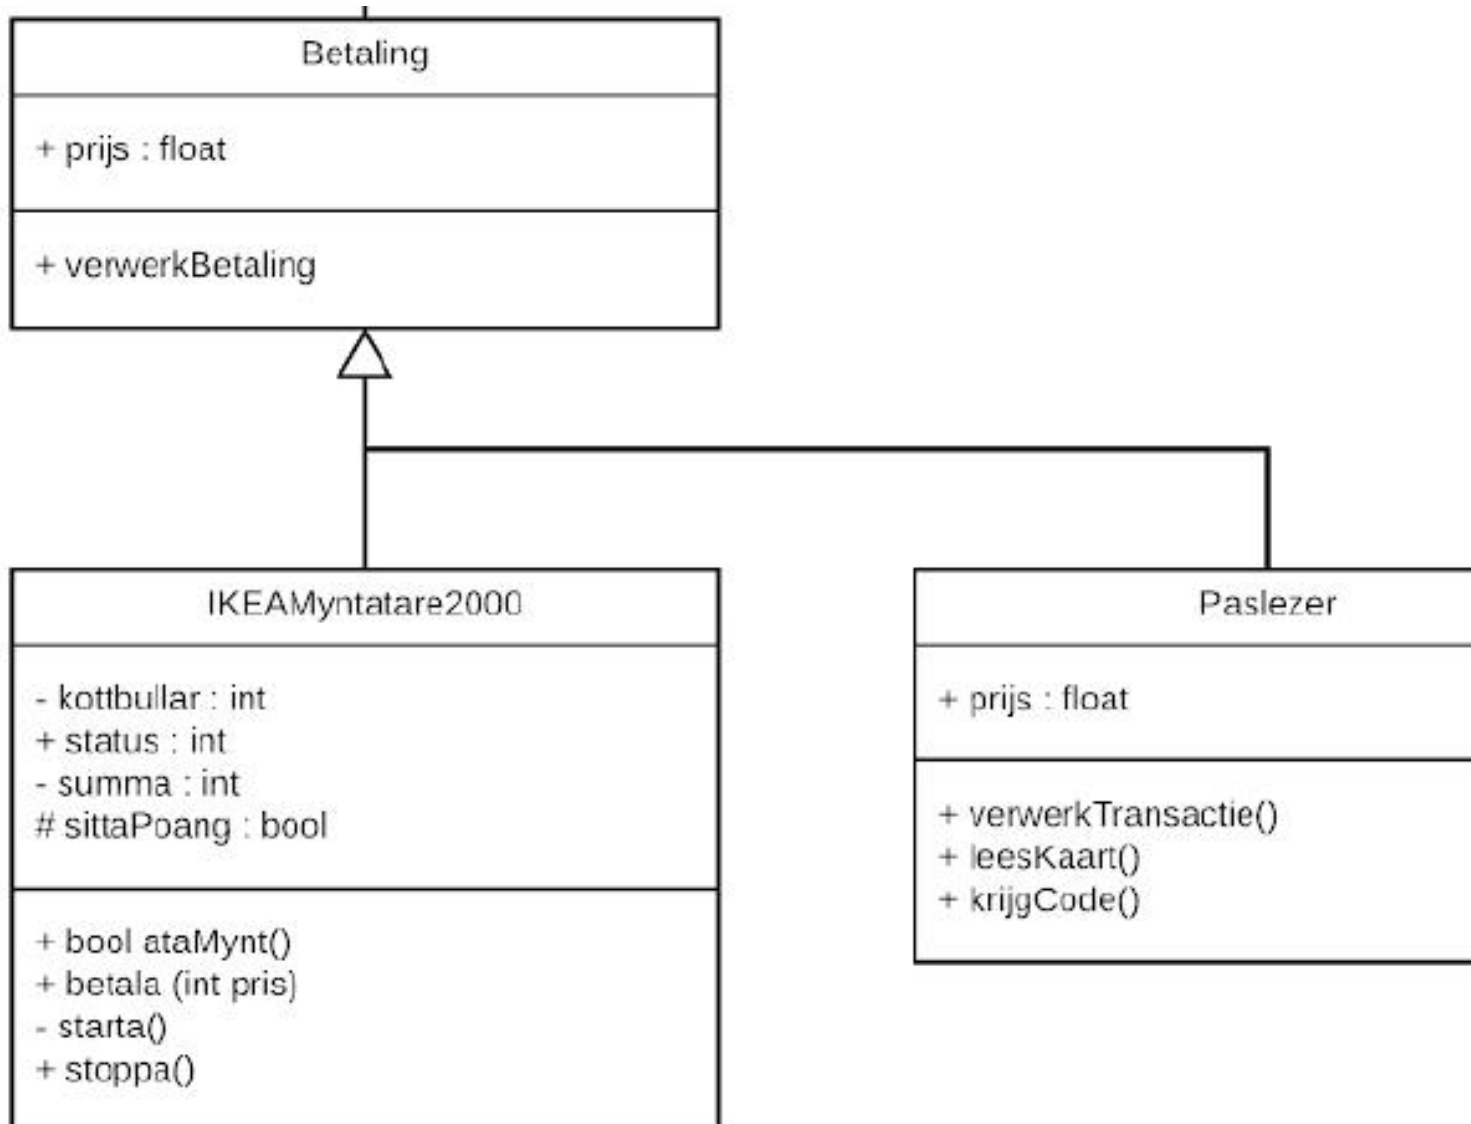 Betaling
+ prijs : float
+ verwerkBetaling
IKEAMyntatare2000
- kottbullar : int
+ status : int
- summa : int
# sittaPoang : bool
+ bool ataMynt()
+ betala (int pris)
- starta()
+ stoppa()
Paslezer
+ prijs : float
+ verwerkTransactie()
+ leesKaart()
+ krijgCode()